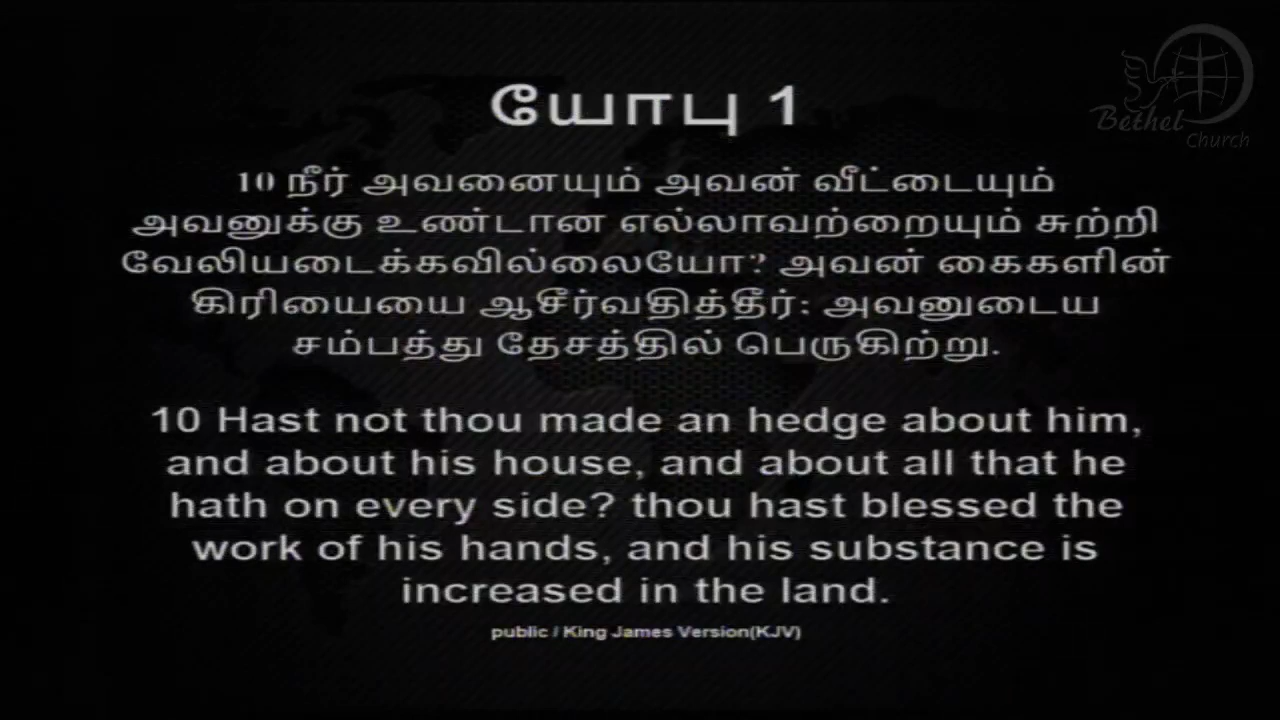 Bethel
Church
யோபு 1
10 நீர் அவனையும் அவன் வீட்டையும்
அவனுக்கு உண்டான எல்லாவற்றையும் சுற்றி
வேலியடைக்கவில்லையோ? அவன் கைகளின்
கிரியையை ஆசீர்வதித்தீர்; அவனுடைய
சம்பத்து தேசத்தில் பெருகிற்று.
10 Hast not thou made an hedge about him,
and about his house, and about all that he
hath on every side? thou hast blessed the
work of his hands, and his substance is
increased in the land.
public / King James Version(KJV)